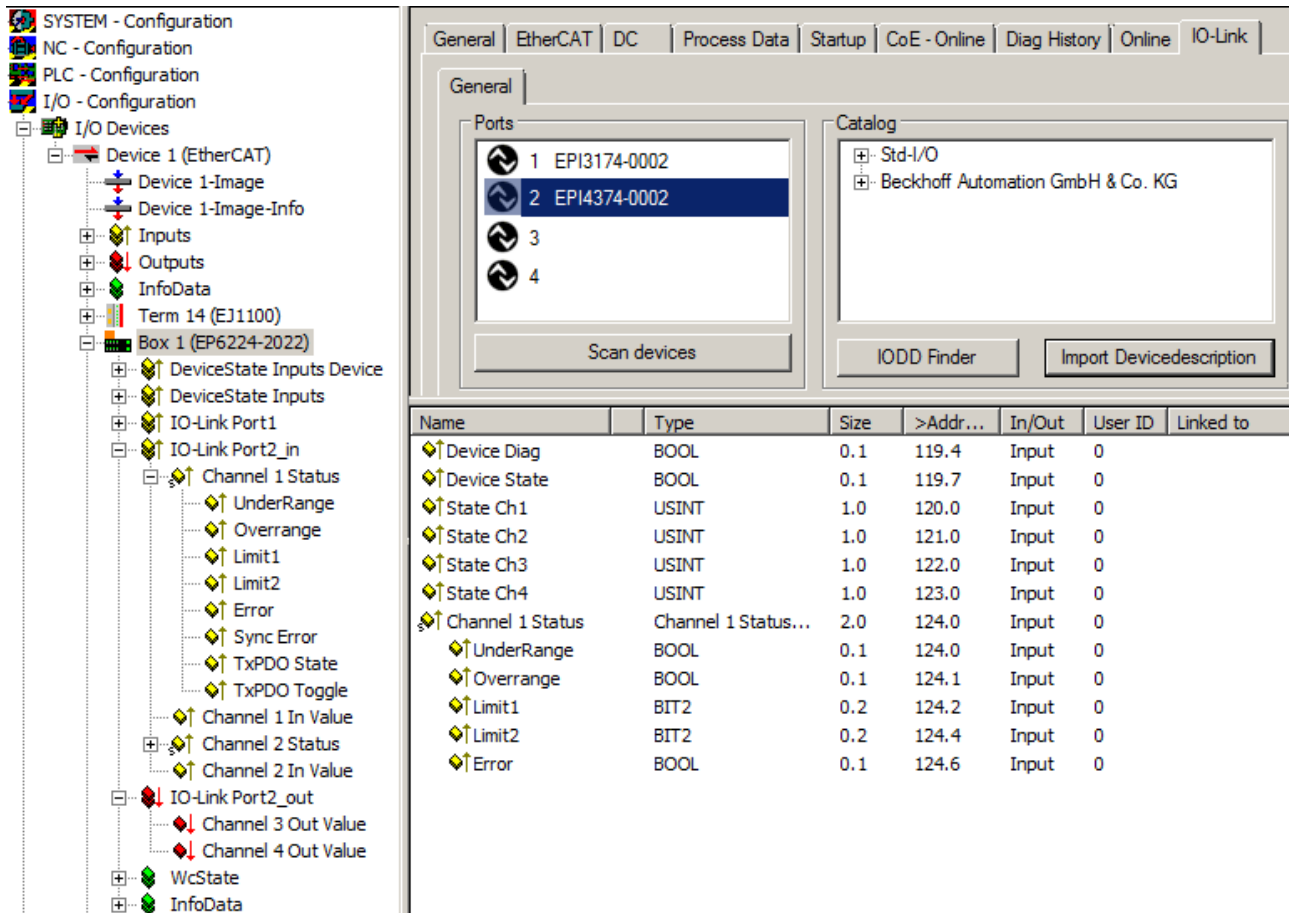 SYSTEM - Configuration
NC - Configuration
PLC - Configuration
I/O - Configuration
I/O Devices
Device 1 (EtherCAT)
Device 1-Image
Device 1-Image-Info
Inputs
Outputs
InfoData
Term 14 (EJ1100)
Box 1 (EP6224-2022)
DeviceState Inputs Device
DeviceState Inputs
IO-Link Port1
IO-Link Port2_in
Channel 1 Status
UnderRange
Overrange
Limit1
Limit2
Error
Sync Error
TxPDO State
TxPDO Toggle
Channel 1 In Value
Channel 2 Status
Channel 2 In Value
IO-Link Port2_out
Channel 3 Out Value
Channel 4 Out Value
WcState
InfoData
General EtherCAT DC Process Data Startup CoE - Online Diag History Online IO-Link
General
Ports
1 EPI3174-0002
2 EPI4374-0002
3
4
Scan devices
Catalog
Std-I/O
Beckhoff Automation GmbH & Co. KG
IODD Finder Import Devicedescription
Name Type Size >Addr... In/Out User ID Linked to
Device Diag BOOL 0.1 119.4 Input 0
Device State BOOL 0.1 119.7 Input 0
State Ch1 USINT 1.0 120.0 Input 0
State Ch2 USINT 1.0 121.0 Input 0
State Ch3 USINT 1.0 122.0 Input 0
State Ch4 USINT 1.0 123.0 Input 0
Channel 1 Status Channel 1 Status... 2.0 124.0 Input 0
UnderRange BOOL 0.1 124.0 Input 0
Overrange BOOL 0.1 124.1 Input 0
Limit1 BIT2 0.2 124.2 Input 0
Limit2 BIT2 0.2 124.4 Input 0
Error BOOL 0.1 124.6 Input 0